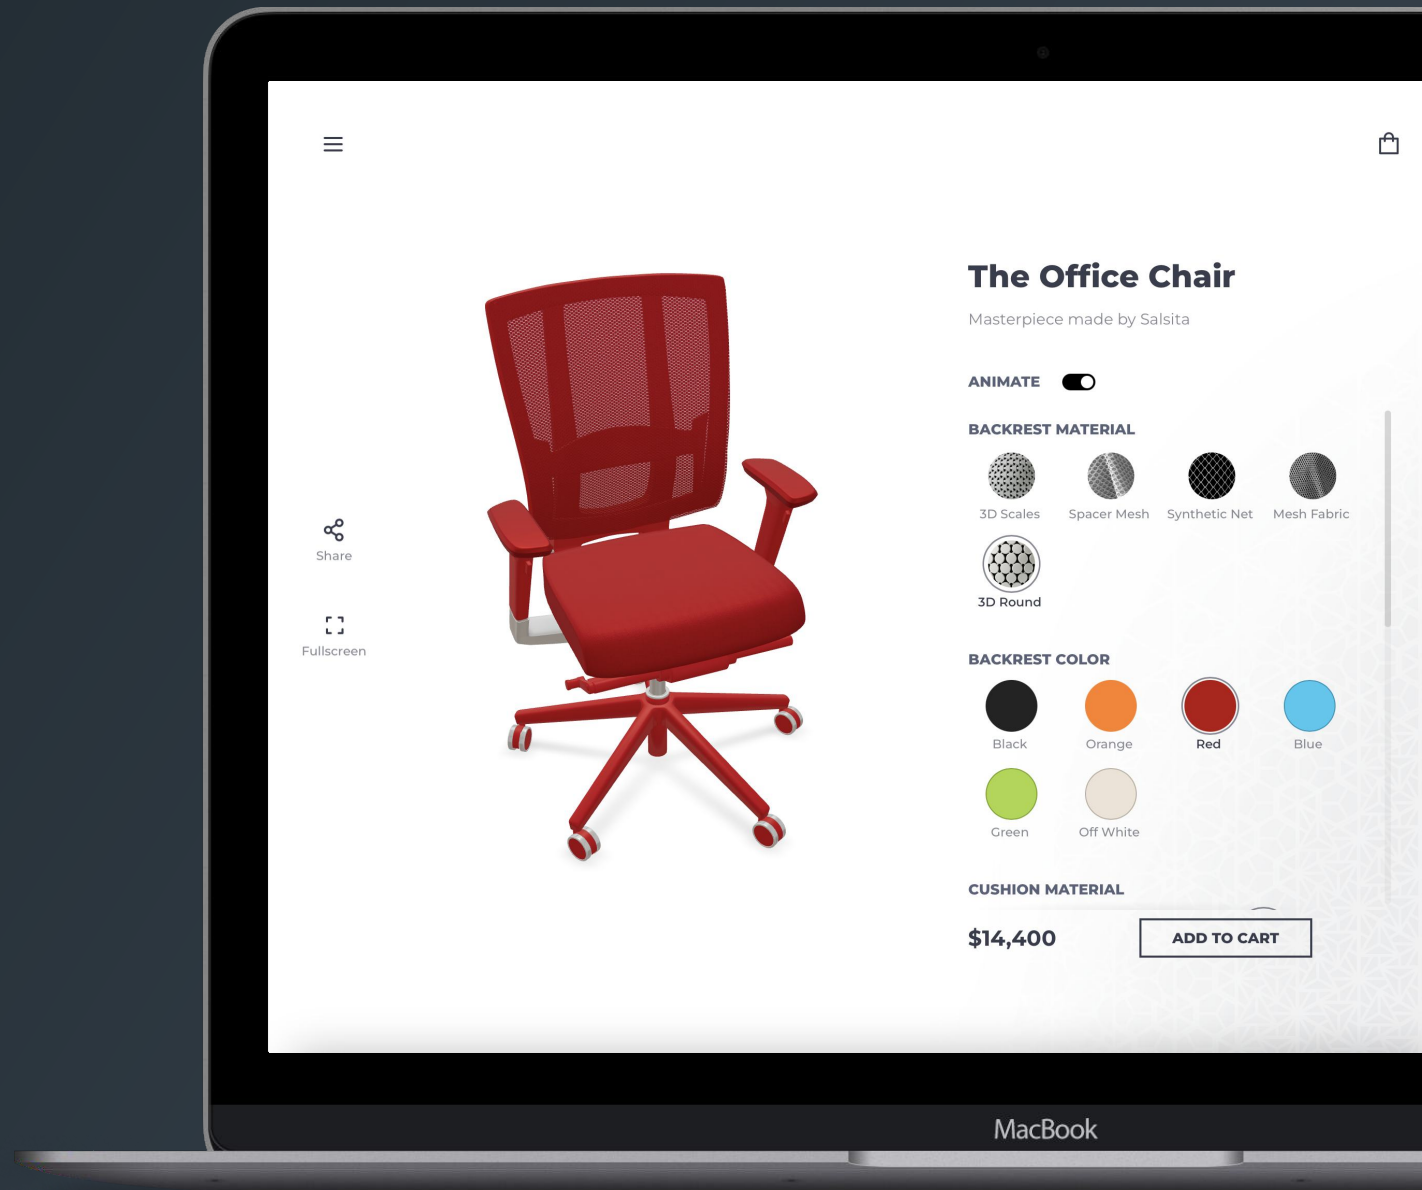 The Office Chair
Masterpiece made by Salsita
ANIMATE
BACKREST MATERIAL
3D Scales Spacer Mesh Synthetic Net Mesh Fabric
3D Round
Share
Fullscreen
BACKREST COLOR
Black Orange Red Blue
Green Off White
CUSHION MATERIAL
$14,400 ADD TO CART
MacBook